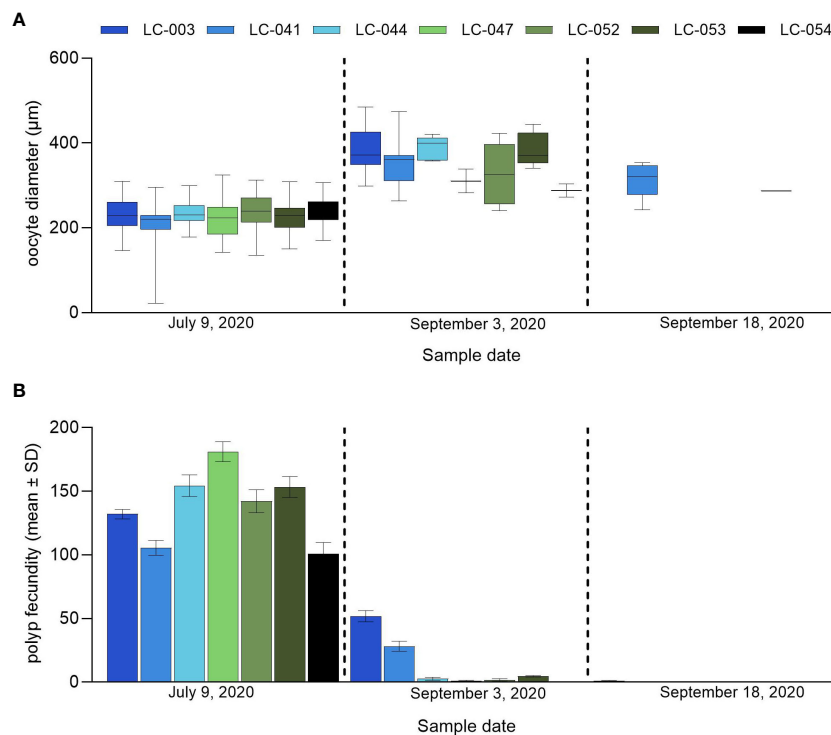 A
LC-003 LC-041 LC-044 LC-047 LC-052 LC-053 LC-054
600
400
200
0
oocyte diameter (µm)
July 9, 2020 September 3, 2020 September 18, 2020
Sample date
B
200
150
100
50
0
polyp fecundity (mean ± SD)
July 9, 2020 September 3, 2020 September 18, 2020
Sample date